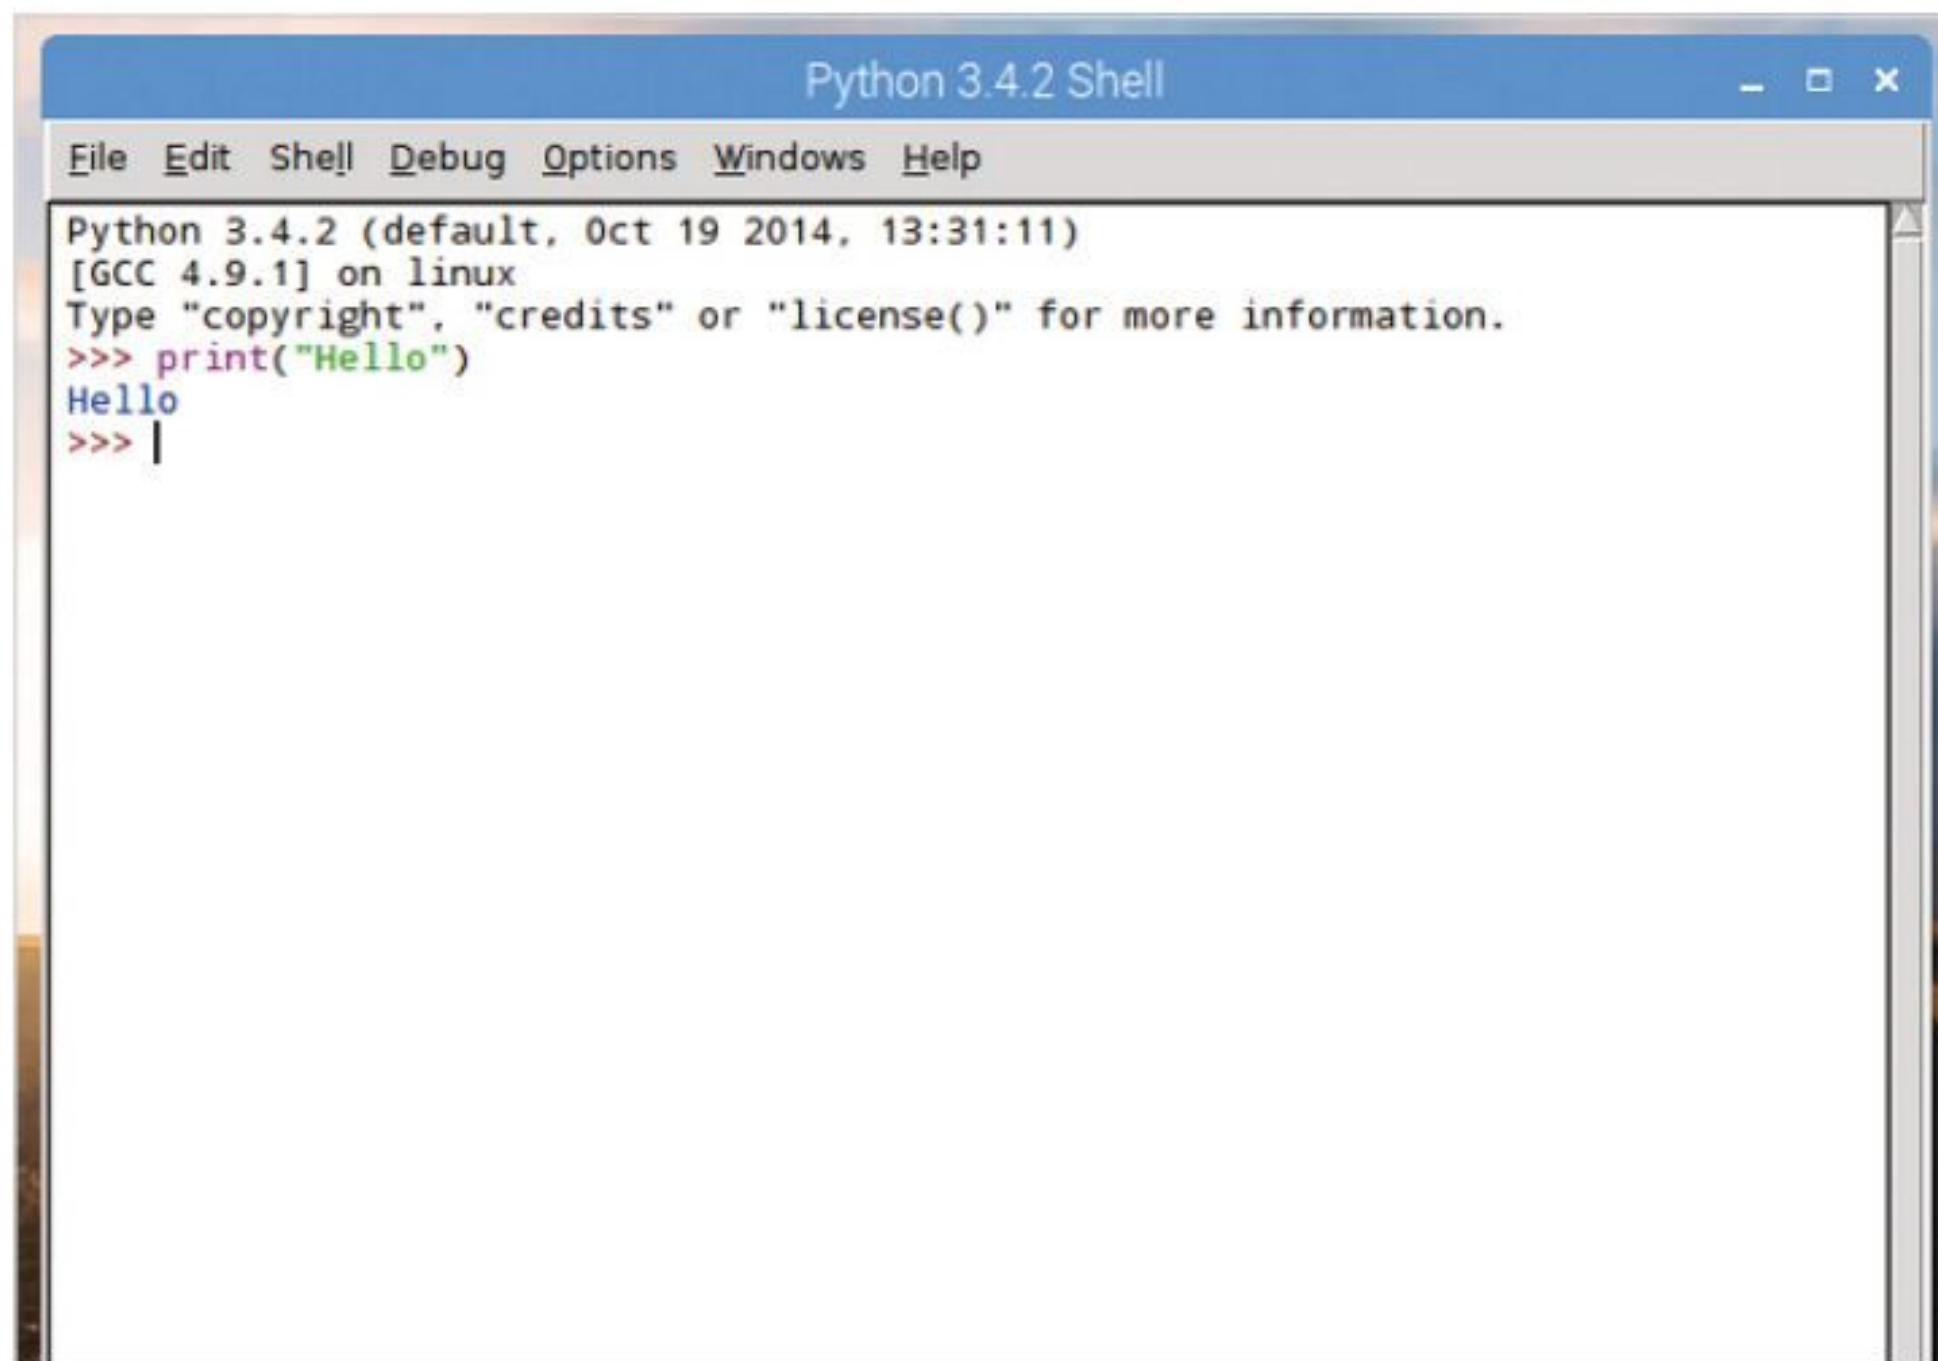 Python 3.4.2 Shell
File Edit Shell Debug Options Windows Help
Python 3.4.2 (default, Oct 19 2014, 13:31:11)
[GCC 4.9.1] on linux
Type "copyright", "credits" or "license()" for more information.
>>> print("Hello")
Hello
>>>